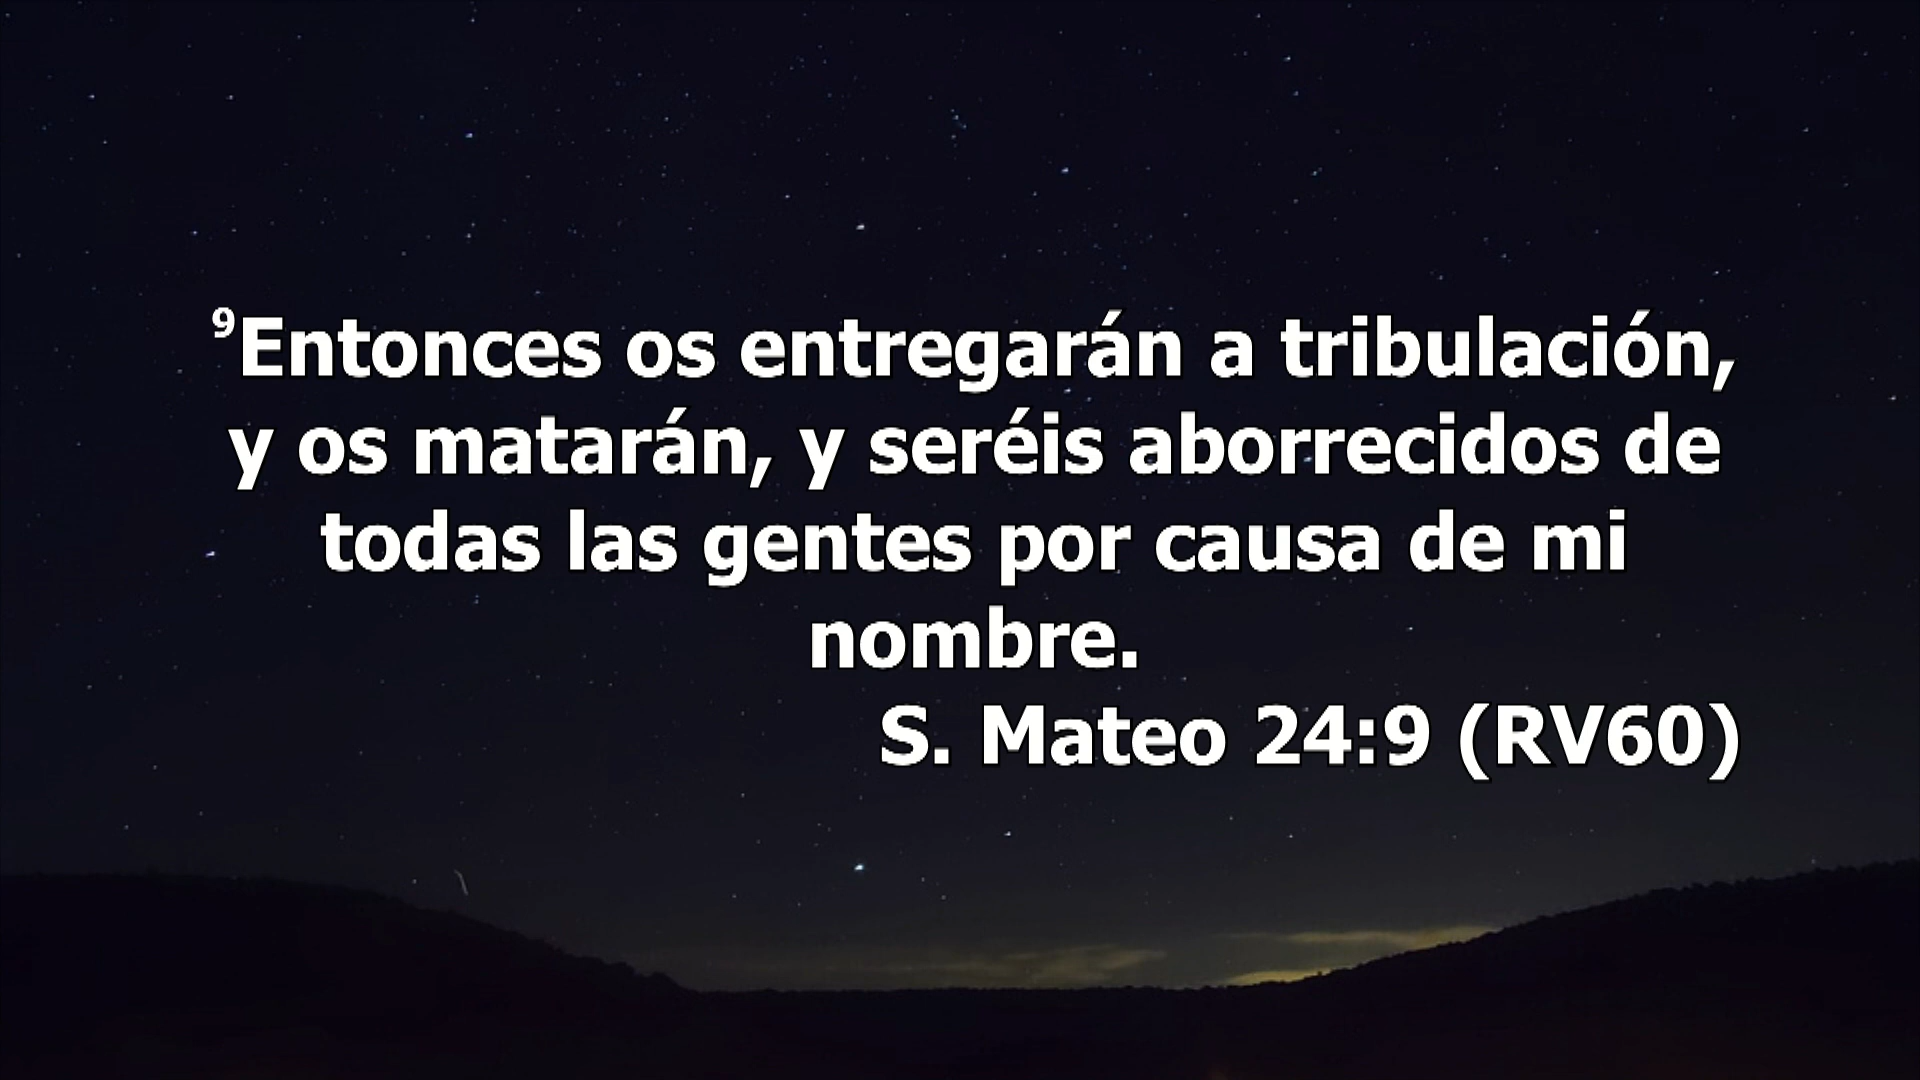 ⁹Entonces os entregarán a tribulación,
y os matarán, y seréis aborrecidos de
todas las gentes por causa de mi
nombre.
S. Mateo 24:9 (RV60)